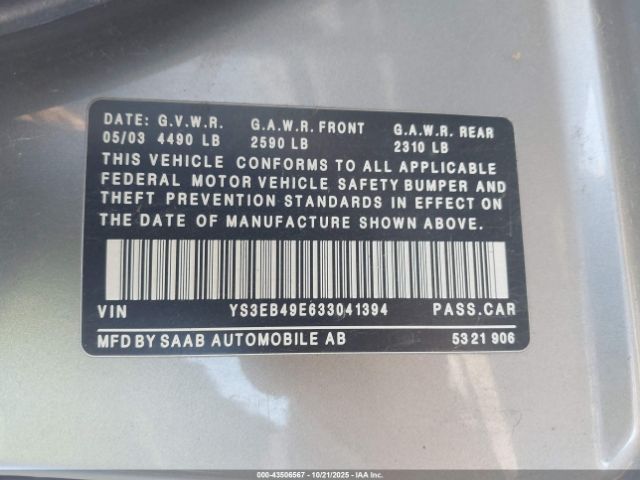 DATE: G.V.W.R. G.A.W.R. FRONT G.A.W.R. REAR
05/03 4490 LB 2590 LB 2310 LB
THIS VEHICLE CONFORMS TO ALL APPLICABLE
FEDERAL MOTOR VEHICLE SAFETY BUMPER AND
THEFT PREVENTION STANDARDS IN EFFECT ON
THE DATE OF MANUFACTURE SHOWN ABOVE.
VIN YS3EB49E633041394 PASS.CAR
MFD BY SAAB AUTOMOBILE AB 5321906
000-43506567 • 10/21/2025 • IAA Inc.